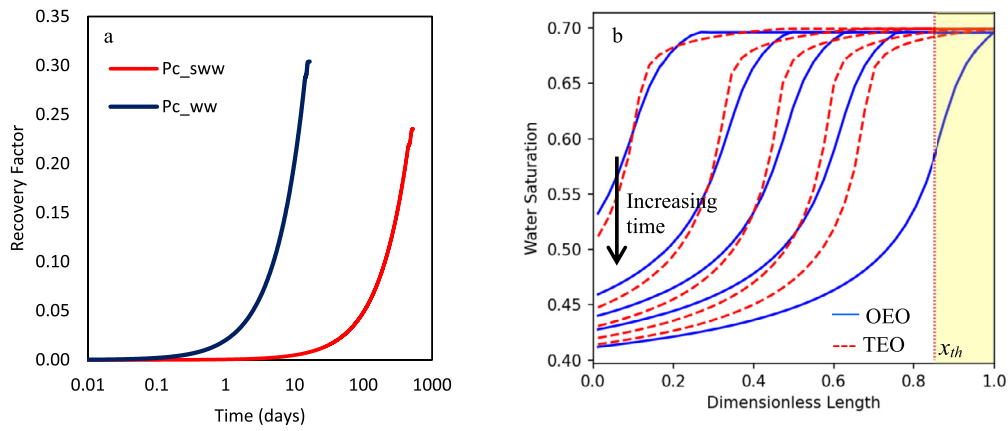 a
0.35
0.30
0.25
0.20
0.15
0.10
0.05
0.00
Recovery Factor
Pc_sww
Pc_ww
0.01 0.1 1 10 100 1000
Time (days)
b
0.70
0.65
0.60
0.55
0.50
0.45
0.40
Water Saturation
Increasing
time
OEO
TEO
x_th
0.0 0.2 0.4 0.6 0.8 1.0
Dimensionless Length